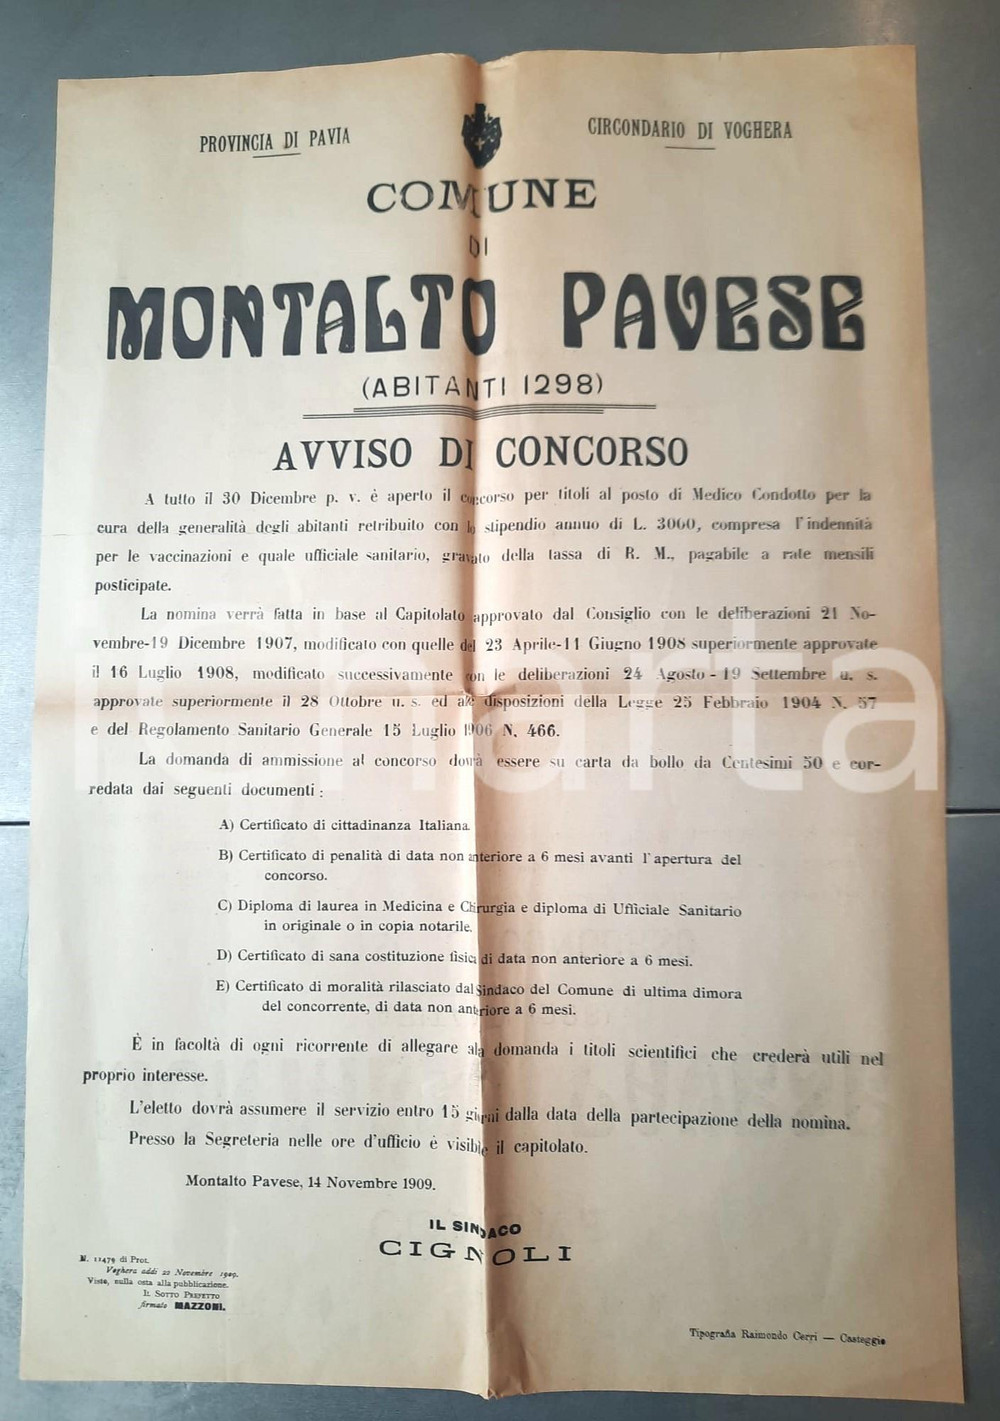 PROVINCIA DI PAVIA
CIRCONDARIO DI VOGHERA
COMUNE
DI
MONTALTO PAVESE
(ABITANTI 1298)
AVVISO DI CONCORSO
A tutto il 30 Dicembre p. v. è aperto il concorso per titoli al posto di Medico Condotto per la
cura della generalità degli abitanti retribuito con lo stipendio annuo di L. 3000, compresa l'indennità
per le vaccinazioni e quale ufficiale sanitario, gravato della tassa di R. M., pagabile a rate mensili
posticipate.
La nomina verrà fatta in base al Capitolato approvato dal Consiglio con le deliberazioni 21 No-
vembre-19 Dicembre 1907, modificato con quelle del 23 Aprile-11 Giugno 1908 superiormente approvate
il 16 Luglio 1908, modificato successivamente con le deliberazioni 24 Agosto - 19 Settembre u. s.
approvate superiormente il 28 Ottobre u. s. ed alle disposizioni della Legge 25 Febbraio 1904 N. 57
e del Regolamento Sanitario Generale 15 Luglio 1906 N. 466.
La domanda di ammissione al concorso dovrà essere su carta da bollo da Centesimi 50 e cor-
redata dai seguenti documenti:
A) Certificato di cittadinanza Italiana.
B) Certificato di penalità di data non anteriore a 6 mesi avanti l'apertura del
concorso.
C) Diploma di laurea in Medicina e Chirurgia e diploma di Ufficiale Sanitario
in originale o in copia notarile.
D) Certificato di sana costituzione fisica di data non anteriore a 6 mesi.
E) Certificato di moralità rilasciato dal Sindaco del Comune di ultima dimora
del concorrente, di data non anteriore a 6 mesi.
È in facoltà di ogni ricorrente di allegare alla domanda i titoli scientifici che crederà utili nel
proprio interesse.
L'eletto dovrà assumere il servizio entro 15 giorni dalla data della partecipazione della nomina.
Presso la Segreteria nelle ore d'ufficio è visibile il capitolato.
Montalto Pavese, 14 Novembre 1909.
IL SINDACO
CIGNOLI
N. 11479 di Prot.
Voghera addì 22 Novembre 1909.
Visto, nulla osta alla pubblicazione.
IL SOTTO PREFETTO
firmato MAZZONI.
Tipografia Raimondo Cerri — Casteggio